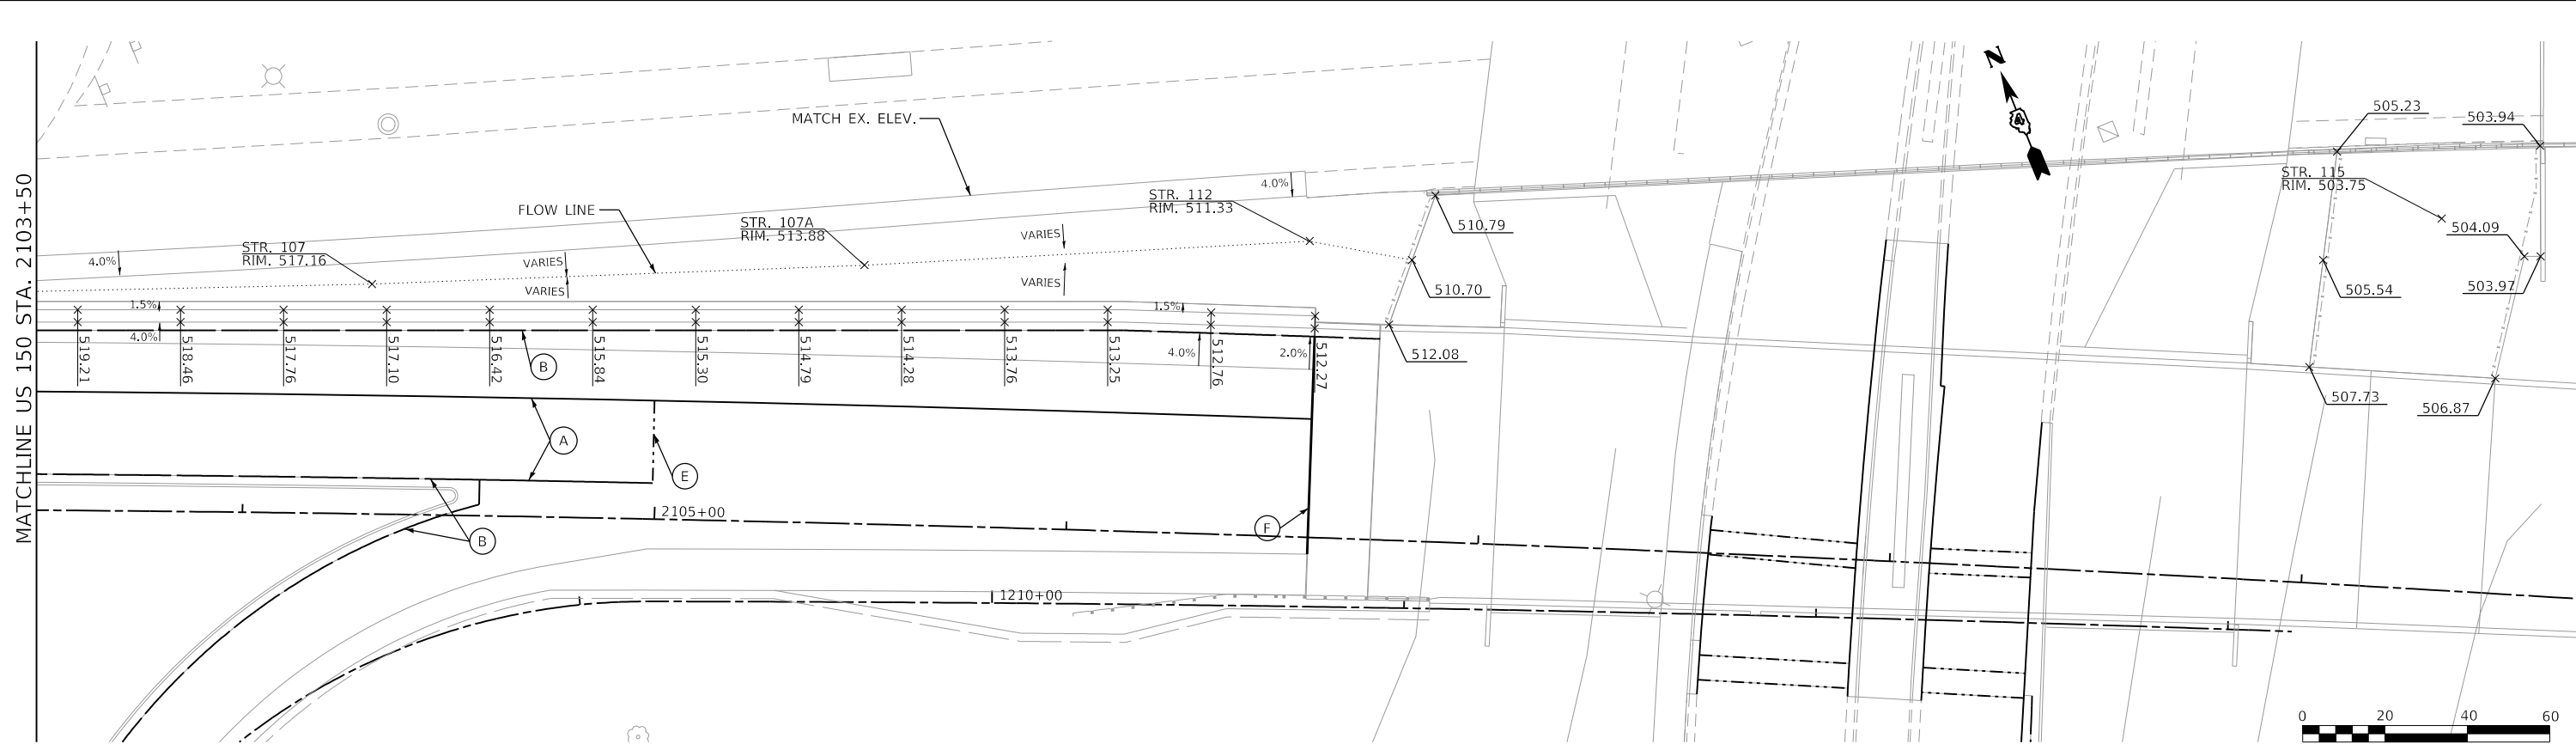 MATCHLINE US 150 STA. 2103+50
N
MATCH EX. ELEV.
FLOW LINE
STR. 107
RIM. 517.16
STR. 107A
RIM. 513.88
STR. 112
RIM. 511.33
4.0%
4.0%
VARIES
VARIES
VARIES
VARIES
1.5%
1.5%
4.0%
4.0%
2.0%
519.21
518.46
517.76
517.10
516.42
515.84
515.30
514.79
514.28
513.76
513.25
512.76
512.27
B
A
E
B
F
2105+00
1210+00
510.79
510.70
512.08
505.23
503.94
STR. 115
RIM. 503.75
504.09
503.97
505.54
507.73
506.87
0 20 40 60